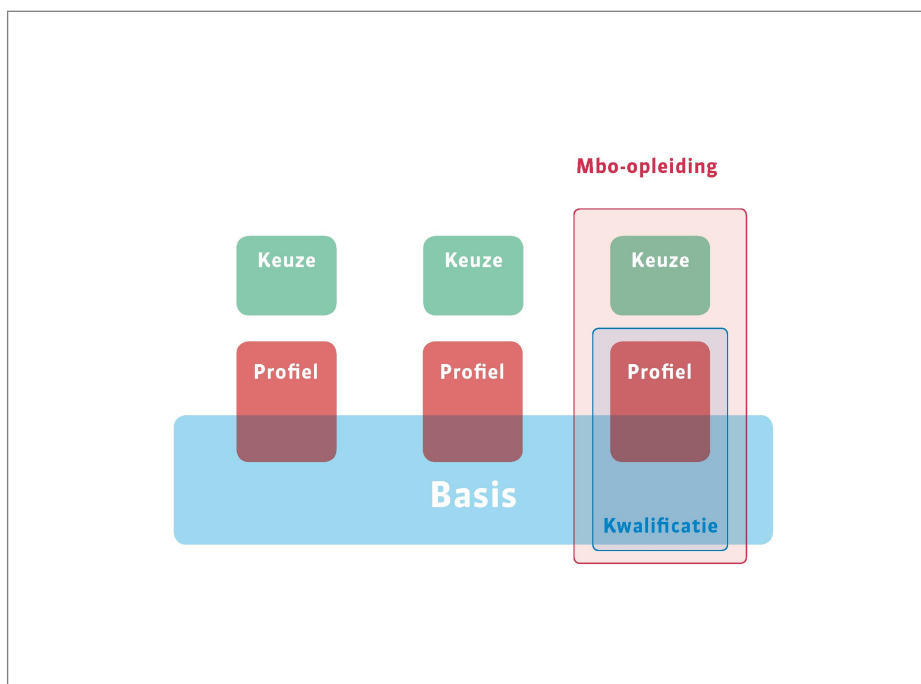 Mbo-opleiding
Keuze
Keuze
Keuze
Profiel
Profiel
Profiel
Basis
Kwalificatie